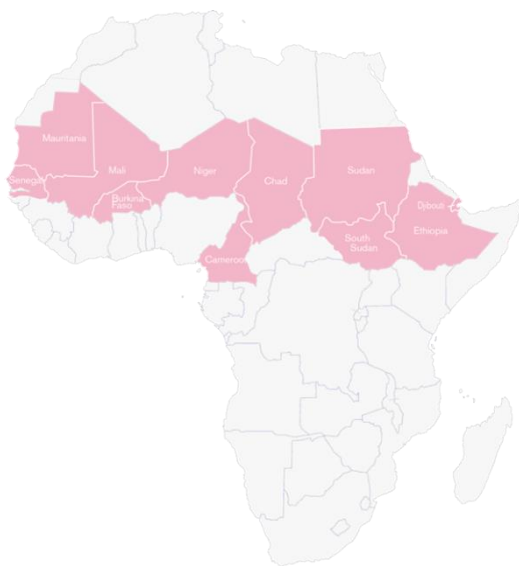 Mauritania
Mali
Niger
Chad
Sudan
Senegal
Burkina
Faso
Djibouti
Ethiopia
South
Sudan
Cameroon